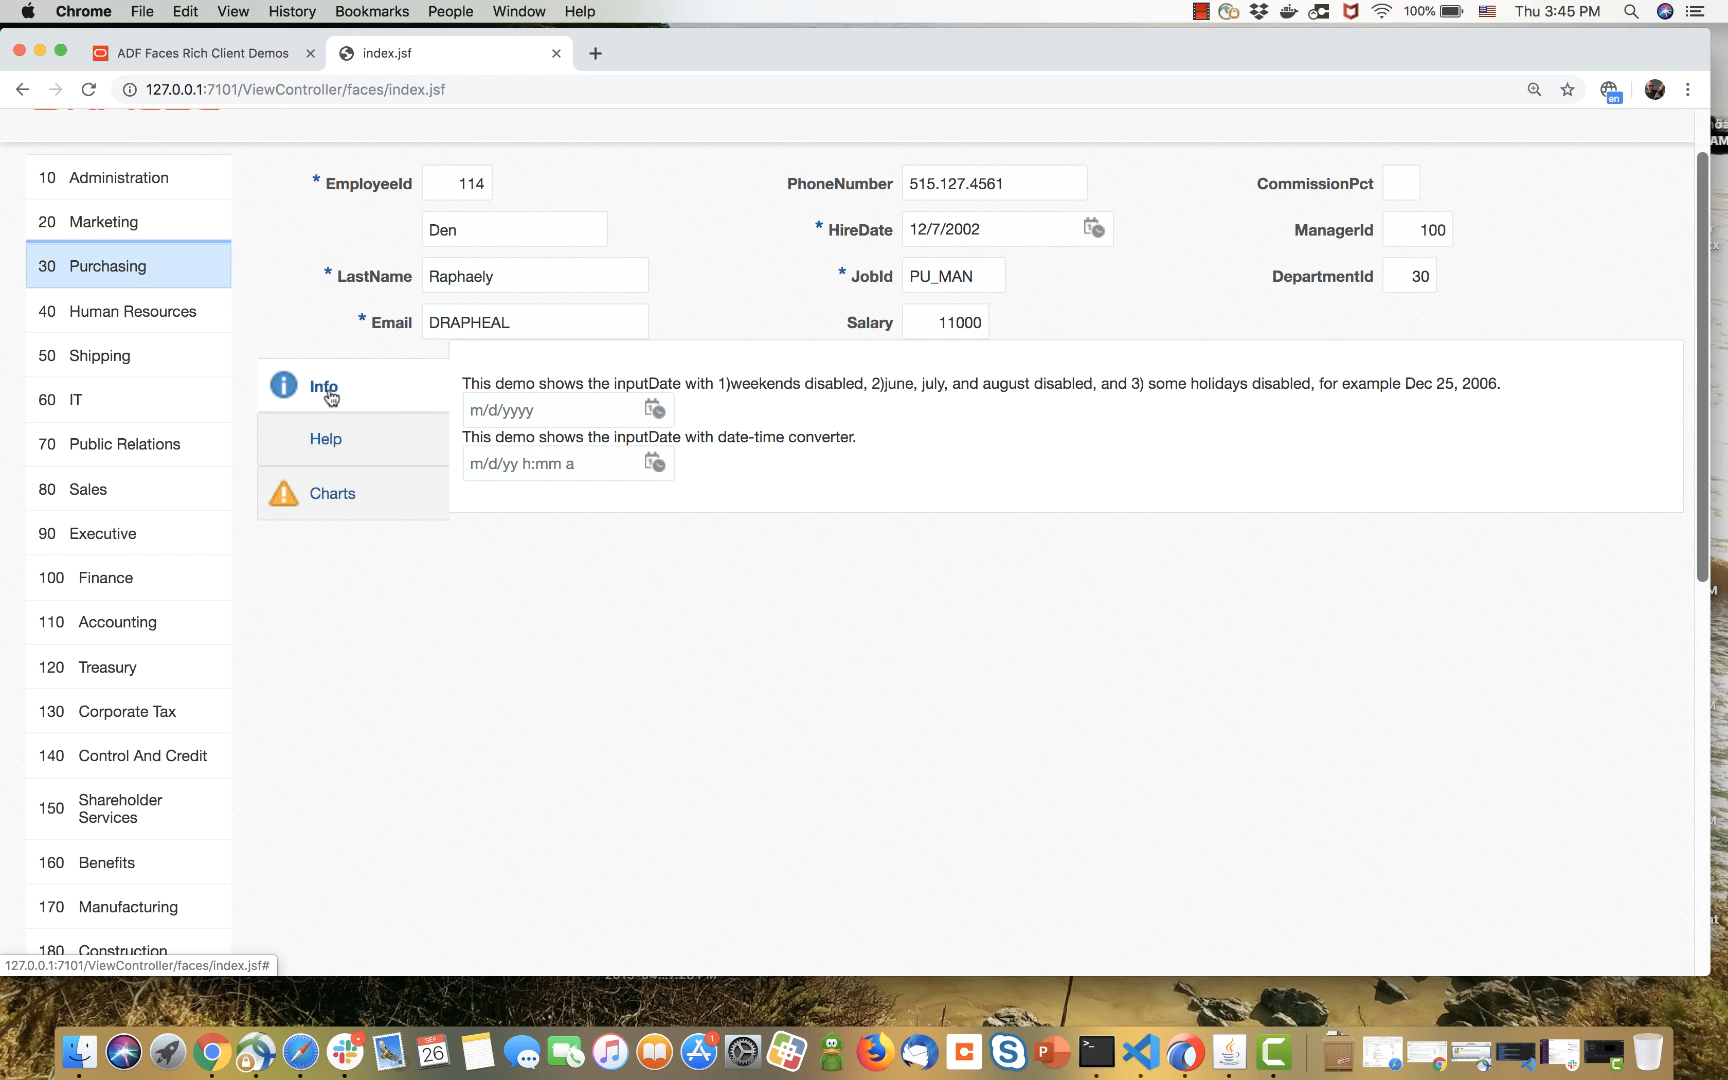 Chrome File Edit View History Bookmarks People Window Help
100% Thu 3:45 PM
ADF Faces Rich Client Demos
index.jsf
127.0.0.1:7101/ViewController/faces/index.jsf
en
10 Administration
20 Marketing
30 Purchasing
40 Human Resources
50 Shipping
60 IT
70 Public Relations
80 Sales
90 Executive
100 Finance
110 Accounting
120 Treasury
130 Corporate Tax
140 Control And Credit
150 Shareholder
Services
160 Benefits
170 Manufacturing
180 Construction
* EmployeeId 114
Den
* LastName Raphaely
* Email DRAPHEAL
PhoneNumber 515.127.4561
* HireDate 12/7/2002
* JobId PU_MAN
Salary 11000
CommissionPct
ManagerId 100
DepartmentId 30
Info
Help
Charts
This demo shows the inputDate with 1)weekends disabled, 2)june, july, and august disabled, and 3) some holidays disabled, for example Dec 25, 2006.
m/d/yyyy
This demo shows the inputDate with date-time converter.
m/d/yy h:mm a
127.0.0.1:7101/ViewController/faces/index.jsf#
SEP
26
1